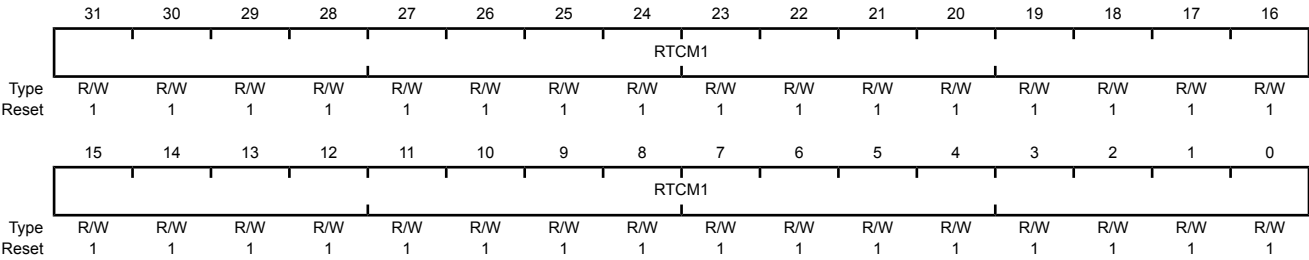 31 30 29 28 27 26 25 24 23 22 21 20 19 18 17 16
RTCM1
Type R/W R/W R/W R/W R/W R/W R/W R/W R/W R/W R/W R/W R/W R/W R/W R/W
Reset 1 1 1 1 1 1 1 1 1 1 1 1 1 1 1 1
15 14 13 12 11 10 9 8 7 6 5 4 3 2 1 0
RTCM1
Type R/W R/W R/W R/W R/W R/W R/W R/W R/W R/W R/W R/W R/W R/W R/W R/W
Reset 1 1 1 1 1 1 1 1 1 1 1 1 1 1 1 1